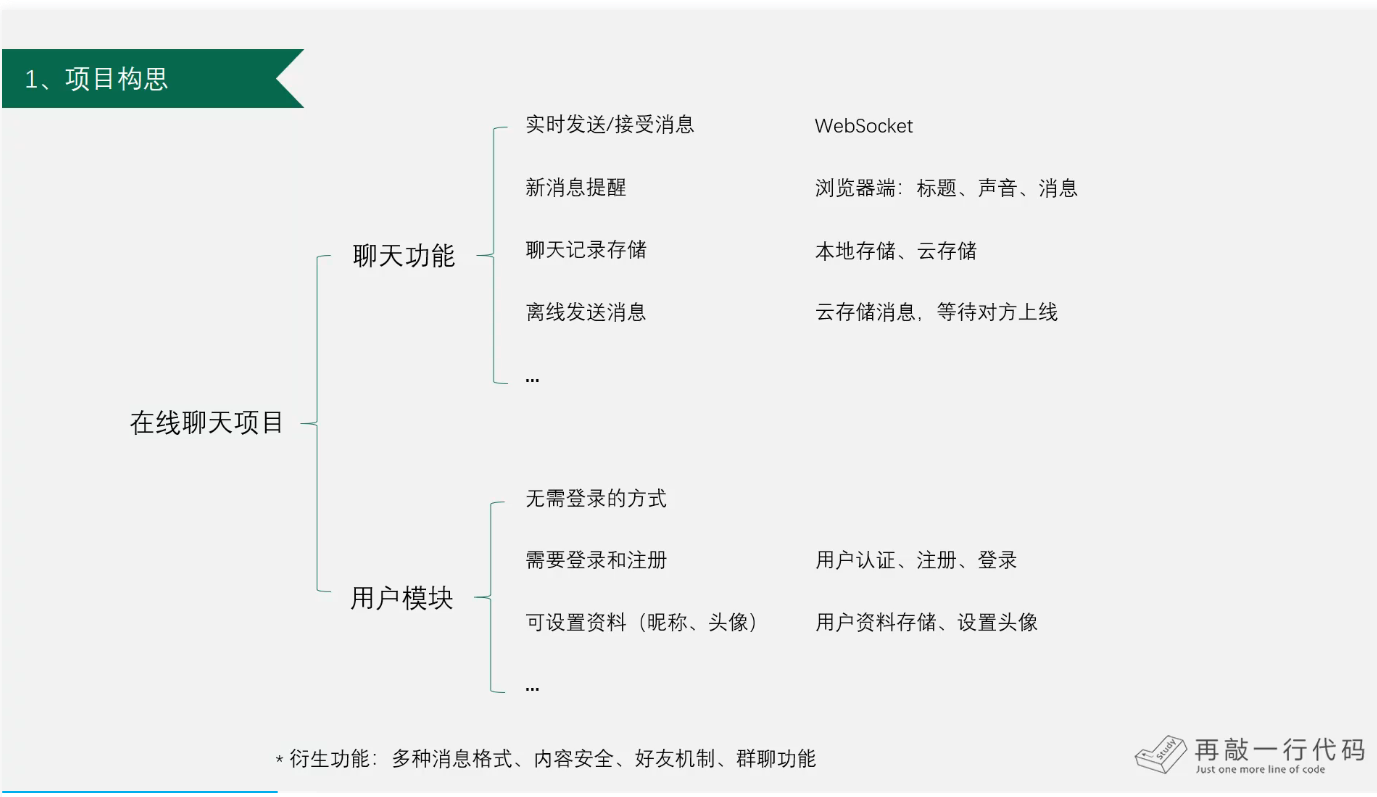 1、项目构思
实时发送/接受消息 WebSocket
新消息提醒 浏览器端：标题、声音、消息
聊天功能
聊天记录存储 本地存储、云存储
离线发送消息 云存储消息，等待对方上线
...
在线聊天项目
无需登录的方式
需要登录和注册 用户认证、注册、登录
用户模块
可设置资料（昵称、头像） 用户资料存储、设置头像
...
* 衍生功能：多种消息格式、内容安全、好友机制、群聊功能
Study
再敲一行代码
Just one more line of code